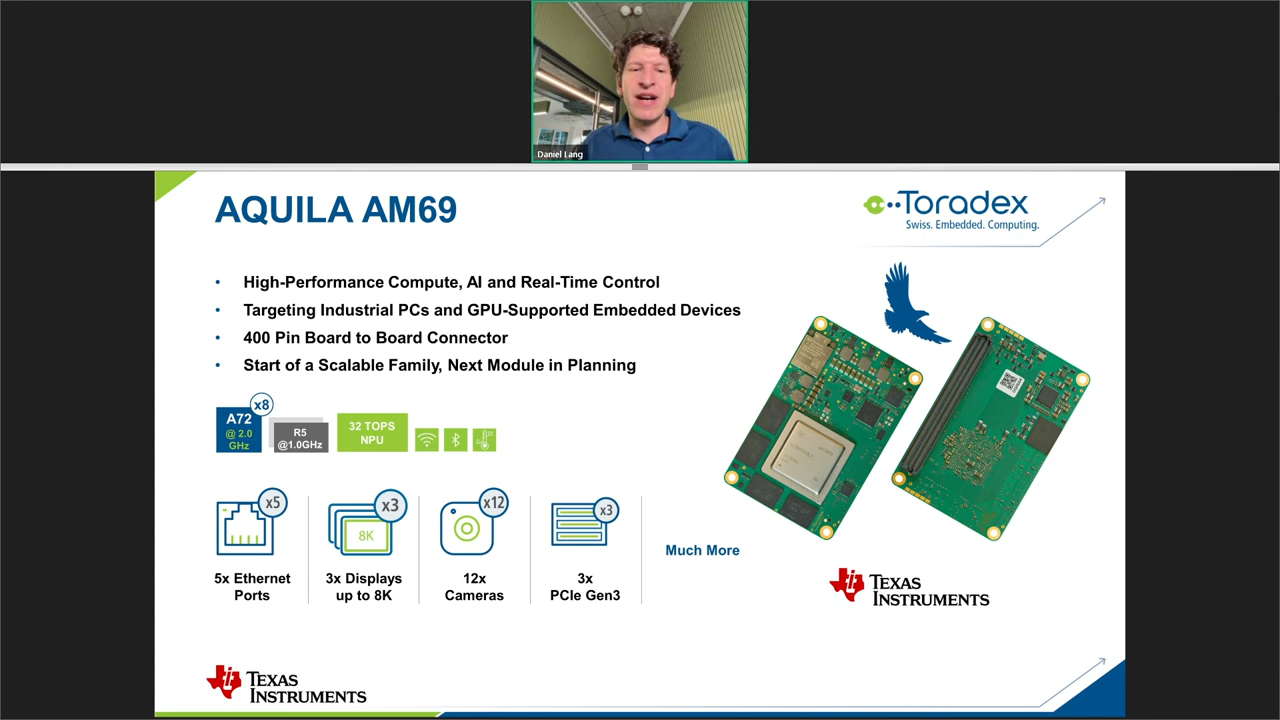 Daniel Lang
AQUILA AM69
Toradex
Swiss. Embedded. Computing.
• High-Performance Compute, AI and Real-Time Control
• Targeting Industrial PCs and GPU-Supported Embedded Devices
• 400 Pin Board to Board Connector
• Start of a Scalable Family, Next Module in Planning
x8
A72
@ 2.0
GHz
R5
@1.0GHz
32 TOPS
NPU
x5
5x Ethernet
Ports
x3
8K
3x Displays
up to 8K
x12
12x
Cameras
x3
3x
PCIe Gen3
Much More
TEXAS
INSTRUMENTS
TEXAS
INSTRUMENTS